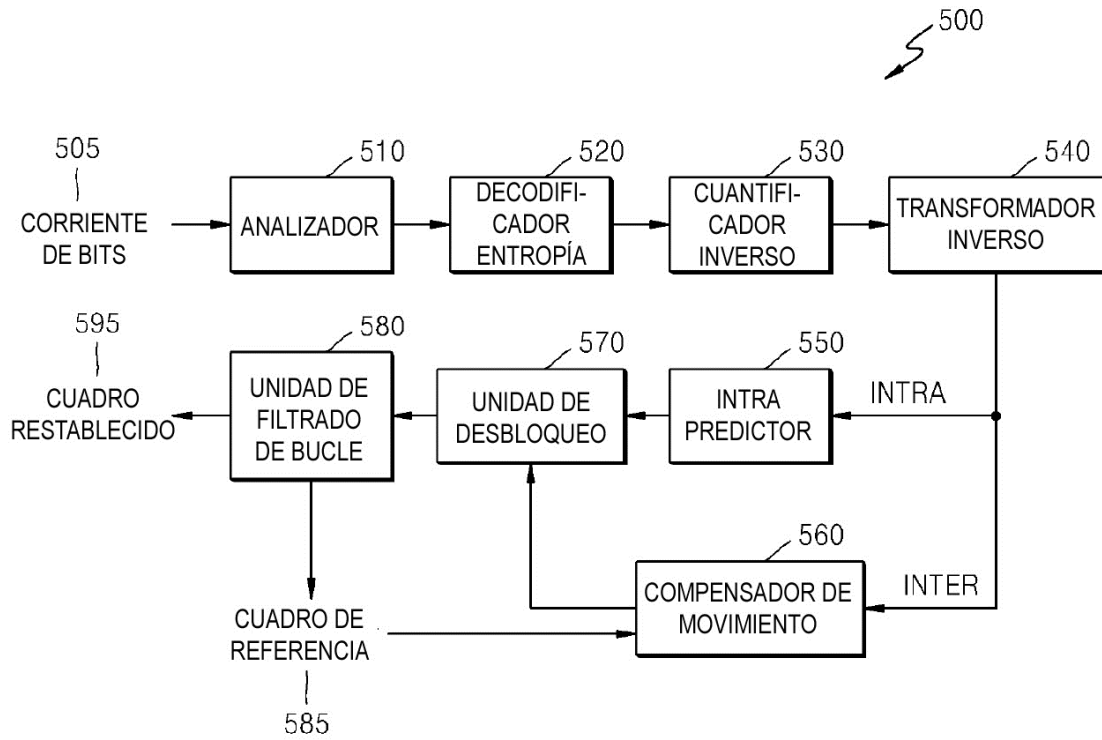 500
505
510
520
530
540
CORRIENTE
DE BITS
ANALIZADOR
DECODIFI-
CADOR
ENTROPÍA
CUANTIFI-
CADOR
INVERSO
TRANSFORMADOR
INVERSO
595
580
570
550
CUADRO
RESTABLECIDO
UNIDAD DE
FILTRADO
DE BUCLE
UNIDAD DE
DESBLOQUEO
INTRA
PREDICTOR
INTRA
560
CUADRO DE
REFERENCIA
COMPENSADOR DE
MOVIMIENTO
INTER
585